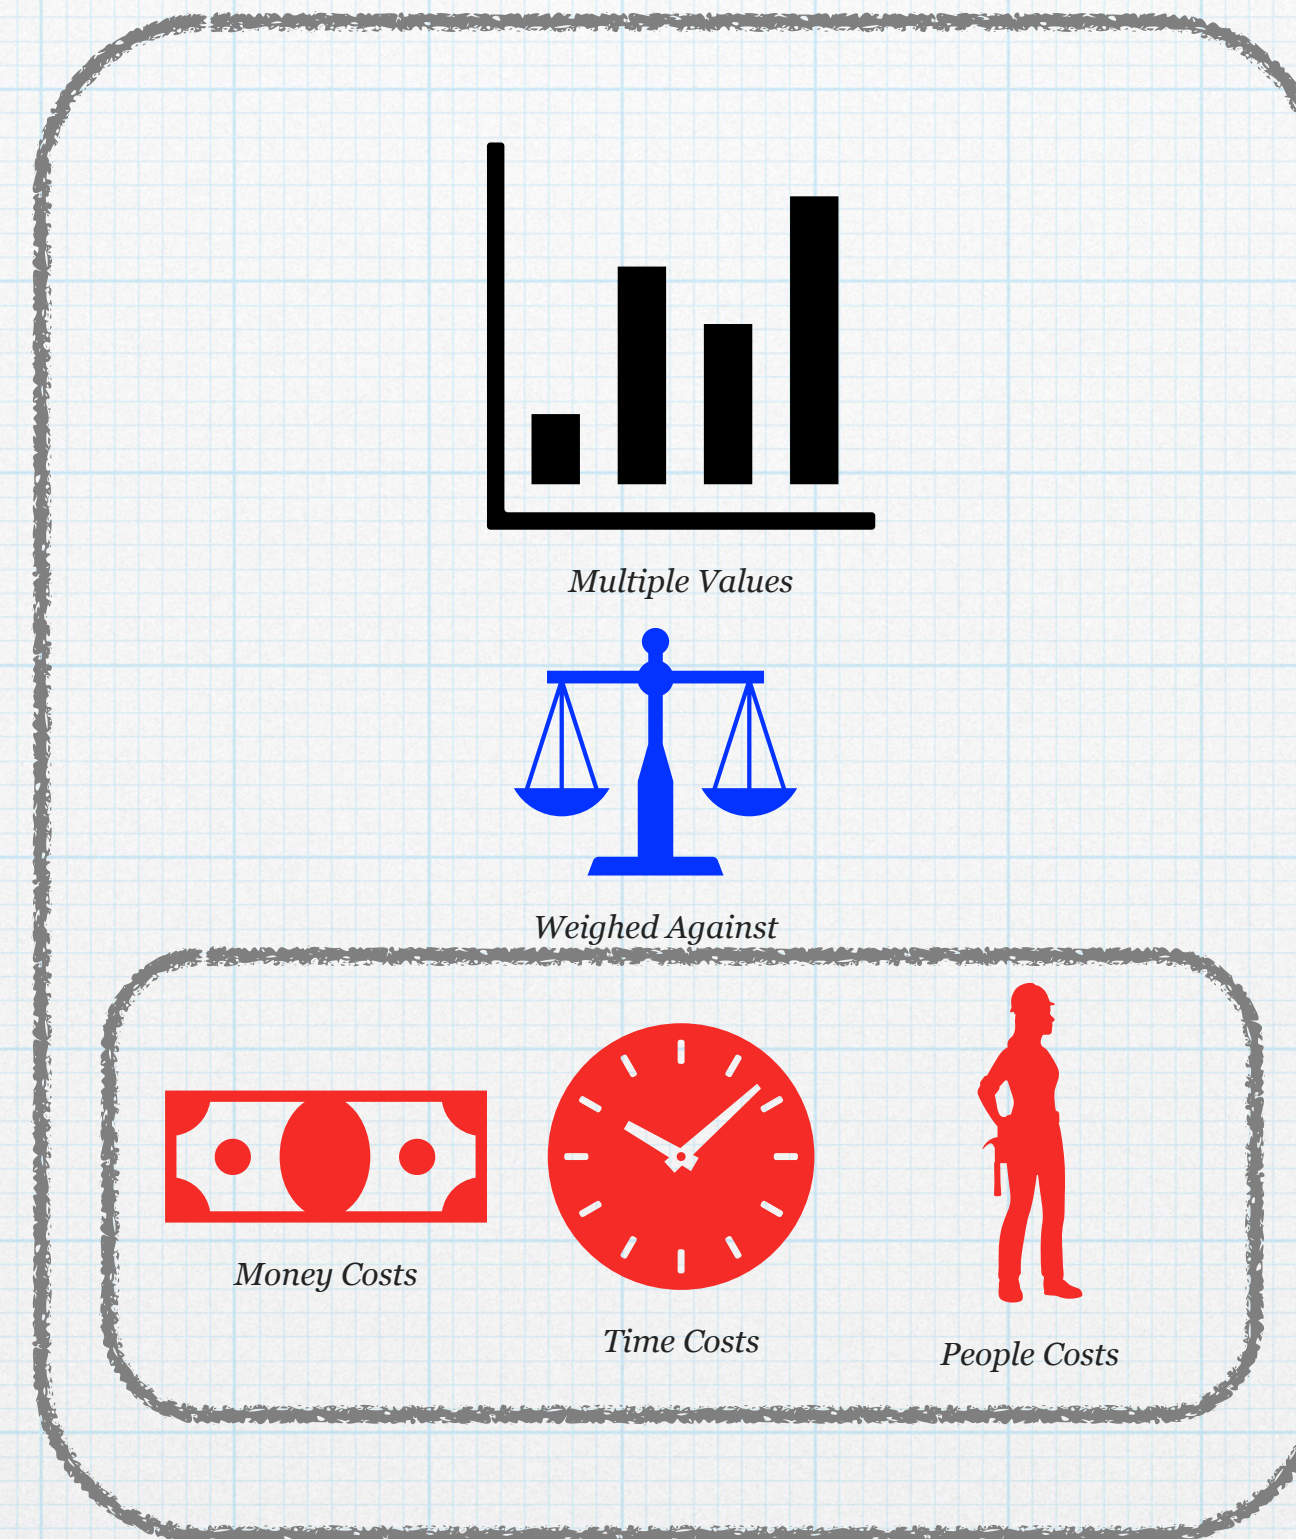 Multiple Values
Weighed Against
Money Costs
Time Costs
People Costs